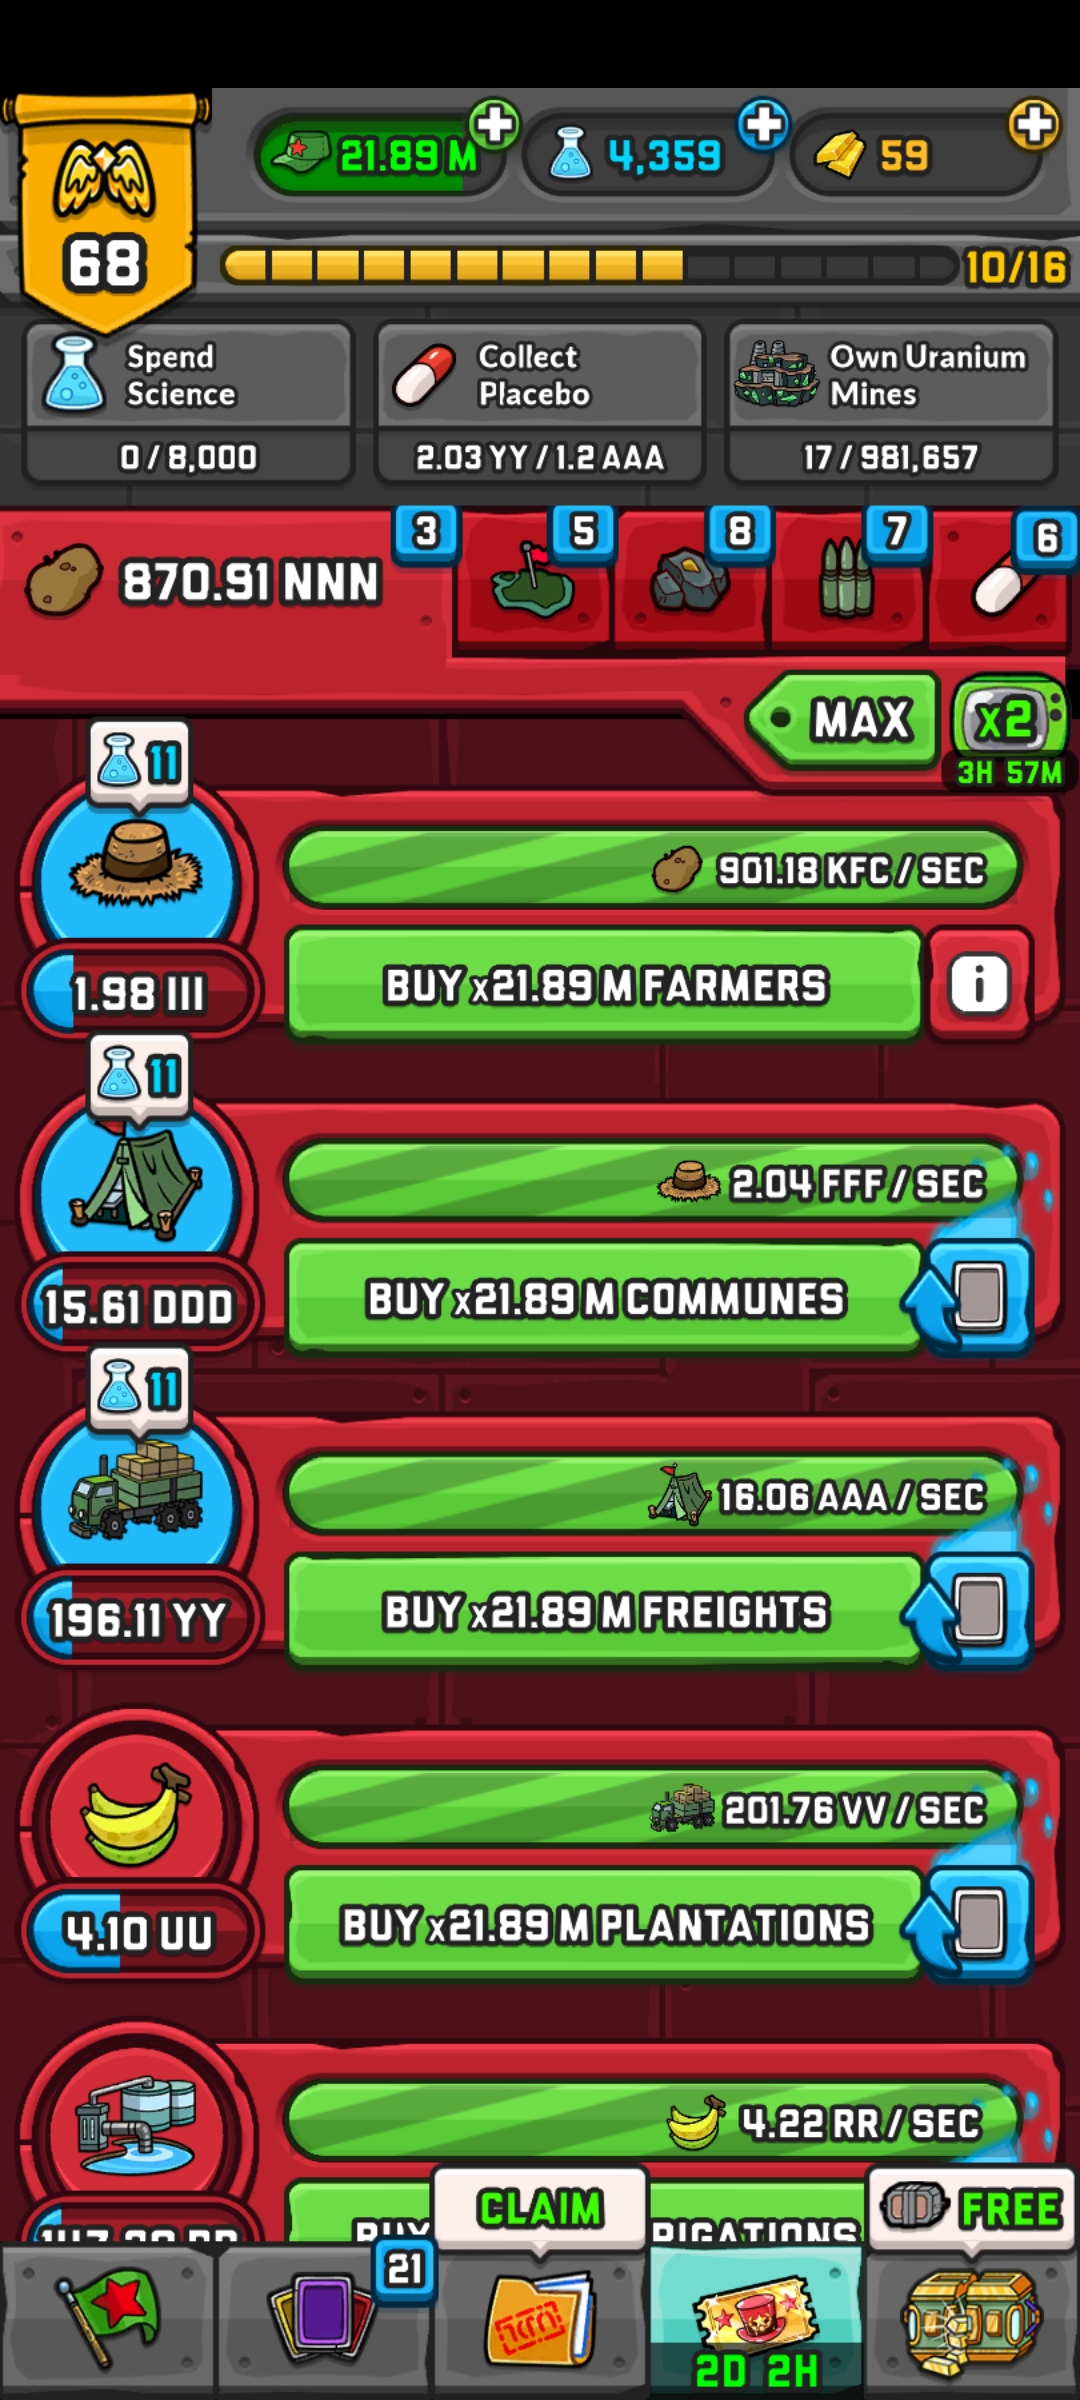 68
21.89 M
4,359
59
10/16
Spend
Science
0 / 8,000
Collect
Placebo
2.03 YY / 1.2 AAA
Own Uranium
Mines
17 / 981,657
870.91 NNN
3
5
8
7
6
MAX
x2
3H 57M
11
901.18 KFC / SEC
1.98 III
BUY x21.89 M FARMERS
i
11
2.04 FFF / SEC
15.61 DDD
BUY x21.89 M COMMUNES
11
16.06 AAA / SEC
196.11 YY
BUY x21.89 M FREIGHTS
201.76 VV / SEC
4.10 UU
BUY x21.89 M PLANTATIONS
4.22 RR / SEC
BUY
CLAIM
FREE
21
2D 2H